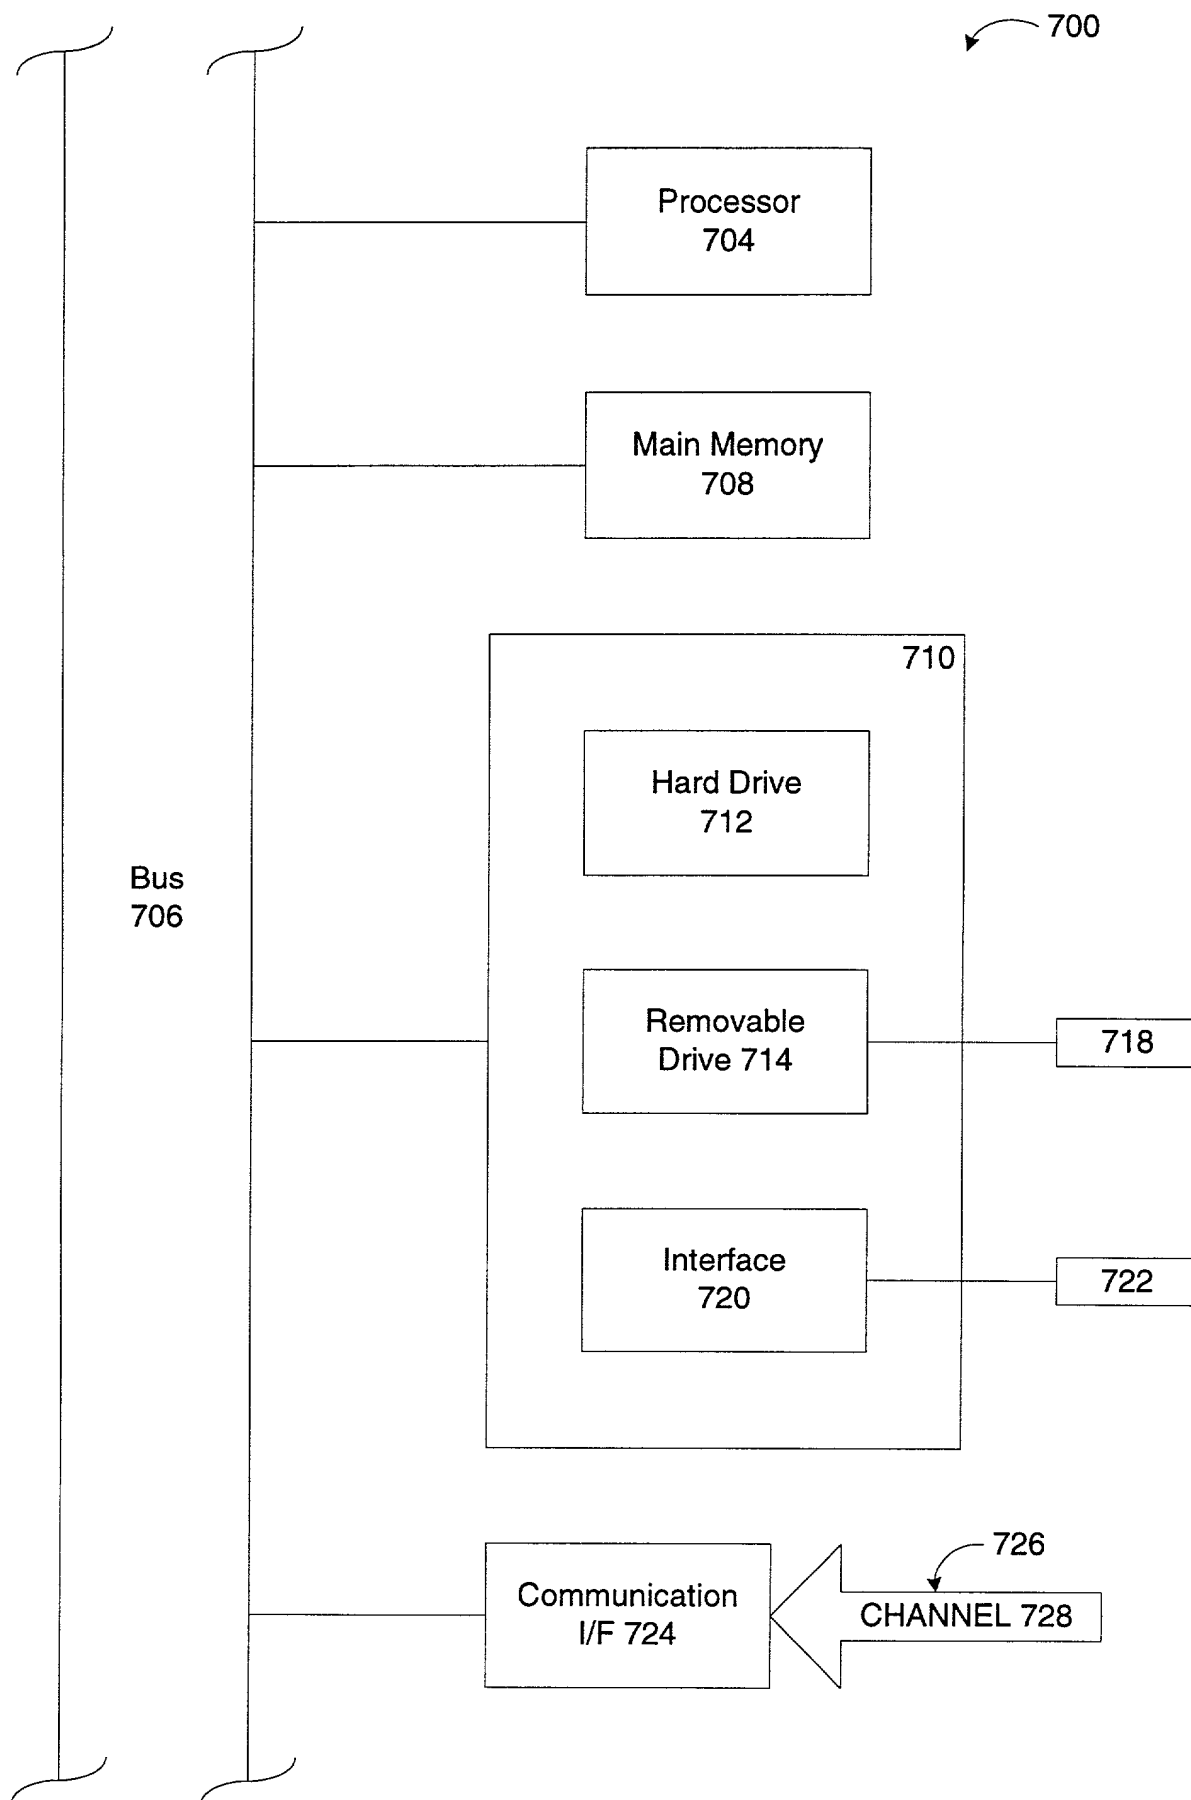 700
Processor
704
Main Memory
708
710
Hard Drive
712
Bus
706
Removable
Drive 714
718
Interface
720
722
726
Communication
I/F 724
CHANNEL 728